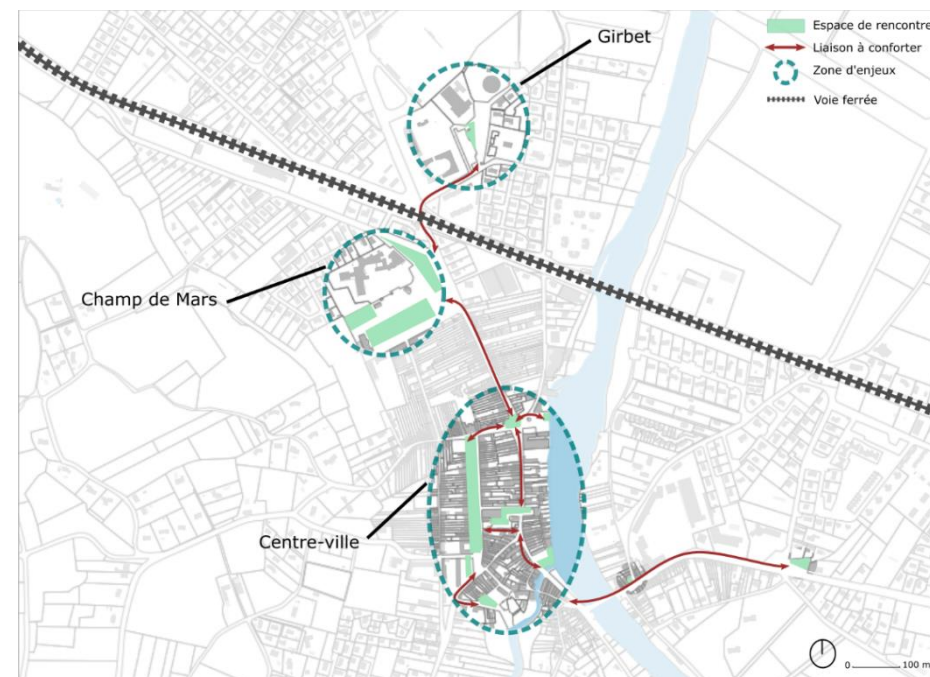 Girbet
Espace de rencontre
Liaison à conforter
Zone d'enjeux
Voie ferrée
Champ de Mars
Centre-ville
0 100 m